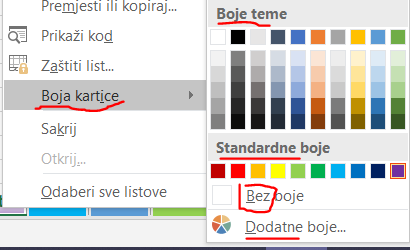 Premjesti ili kopiraj...
Prikaži kod
Zaštiti list...
Boja kartice
Sakrij
Otkrij...
Odaberi sve listove
Boje teme
Standardne boje
Bez boje
Dodatne boje...